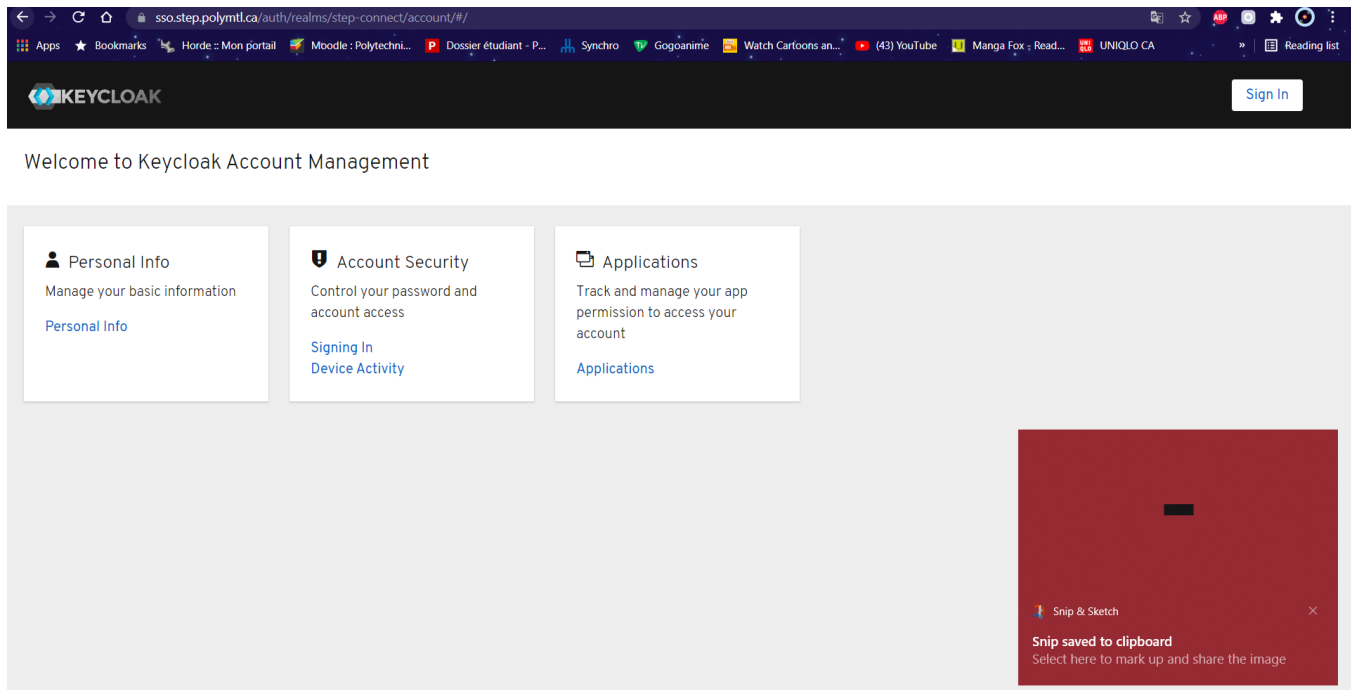 sso.step.polymtl.ca/auth/realms/step-connect/account/#/
ABP
Apps Bookmarks Horde :: Mon portail Moodle : Polytechni... P Dossier étudiant - P... Synchro Gogoanime Watch Cartoons an... (43) YouTube Manga Fox - Read... UNIQLO CA » Reading list
KEYCLOAK
Sign In
Welcome to Keycloak Account Management
Personal Info
Manage your basic information
Personal Info
Account Security
Control your password and
account access
Signing In
Device Activity
Applications
Track and manage your app
permission to access your
account
Applications
Snip & Sketch
Snip saved to clipboard
Select here to mark up and share the image